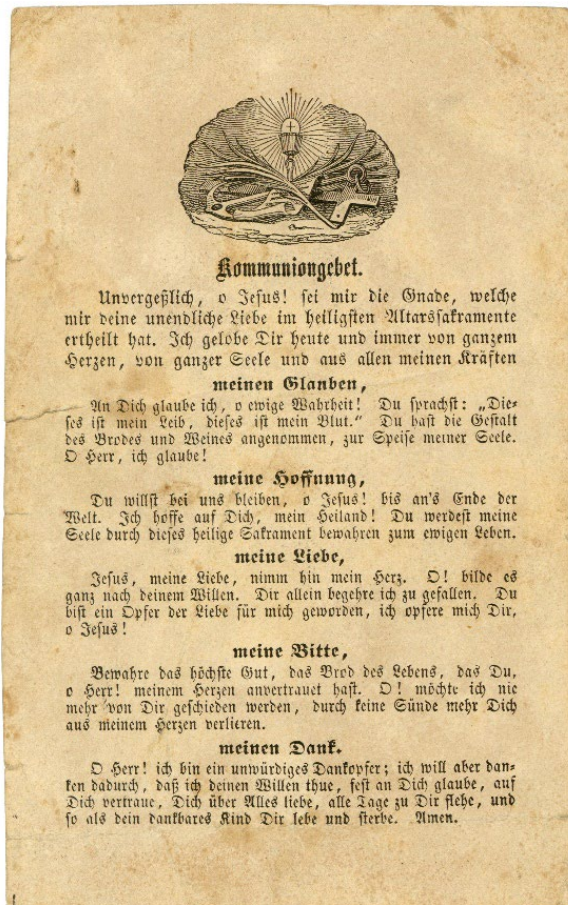 Kommuniongebet.
Unvergeßlich, o Jesus! sei mir die Gnade, welche
mir deine unendliche Liebe im heiligsten Altarssakramente
ertheilt hat. Ich gelobe Dir heute und immer von ganzem
Herzen, von ganzer Seele und aus allen meinen Kräften
meinen Glauben,
An Dich glaube ich, o ewige Wahrheit! Du sprachst: „Die-
ses ist mein Leib, dieses ist mein Blut.“ Du hast die Gestalt
des Brodes und Weines angenommen, zur Speise meiner Seele.
O Herr, ich glaube!
meine Hoffnung,
Du willst bei uns bleiben, o Jesus! bis an's Ende der
Welt. Ich hoffe auf Dich, mein Heiland! Du werdest meine
Seele durch dieses heilige Sakrament bewahren zum ewigen Leben.
meine Liebe,
Jesus, meine Liebe, nimm hin mein Herz. O! bilde es
ganz nach deinem Willen. Dir allein begehre ich zu gefallen. Du
bist ein Opfer der Liebe für mich geworden, ich opfere mich Dir,
o Jesus!
meine Bitte,
Bewahre das höchste Gut, das Brod des Lebens, das Du,
o Herr! meinem Herzen anvertrauet hast. O! möchte ich nie
mehr von Dir geschieden werden, durch keine Sünde mehr Dich
aus meinem Herzen verlieren.
meinen Dank.
O Herr! ich bin ein unwürdiges Dankopfer; ich will aber dan-
ken dadurch, daß ich deinen Willen thue, fest an Dich glaube, auf
Dich vertraue, Dich über Alles liebe, alle Tage zu Dir flehe, und
so als dein dankbares Kind Dir lebe und sterbe. Amen.